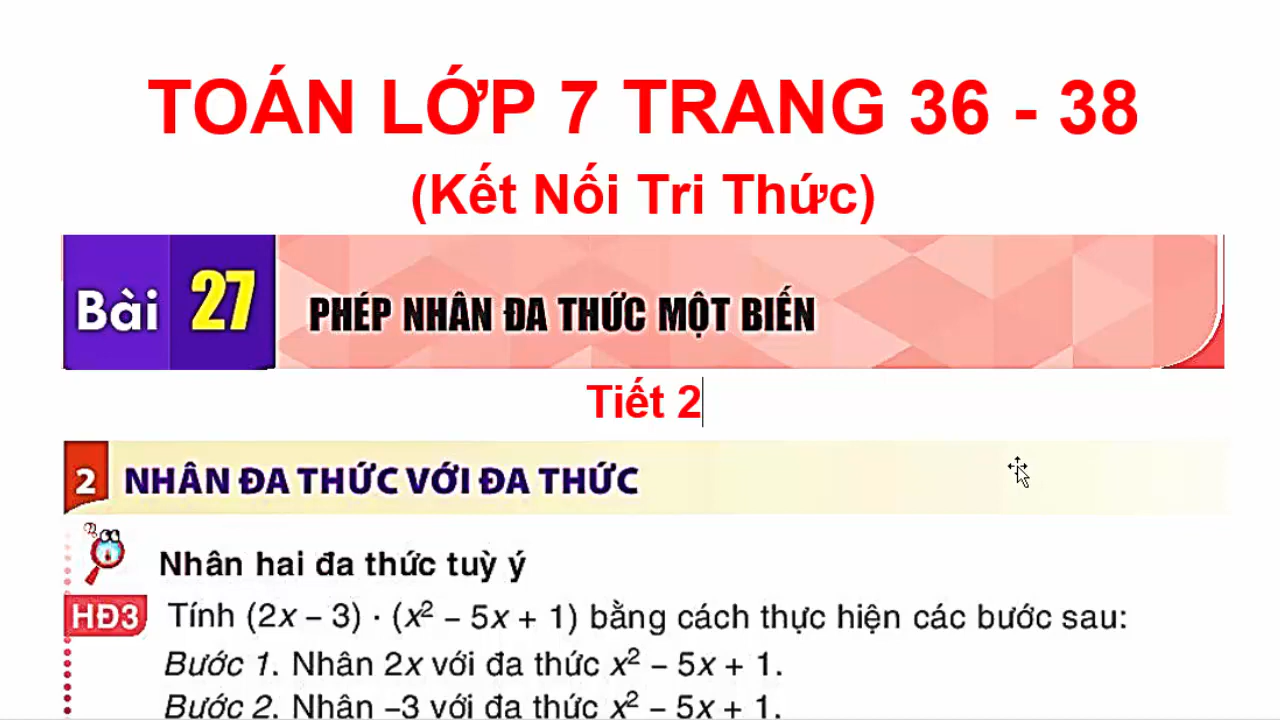 TOÁN LỚP 7 TRANG 36 - 38
(Kết Nối Tri Thức)
Bài 27 PHÉP NHÂN ĐA THỨC MỘT BIẾN
Tiết 2
2 NHÂN ĐA THỨC VỚI ĐA THỨC
Nhân hai đa thức tuỳ ý
HĐ3 Tính (2x – 3) · (x² – 5x + 1) bằng cách thực hiện các bước sau:
Bước 1. Nhân 2x với đa thức x² – 5x + 1.
Bước 2. Nhân –3 với đa thức x² – 5x + 1.